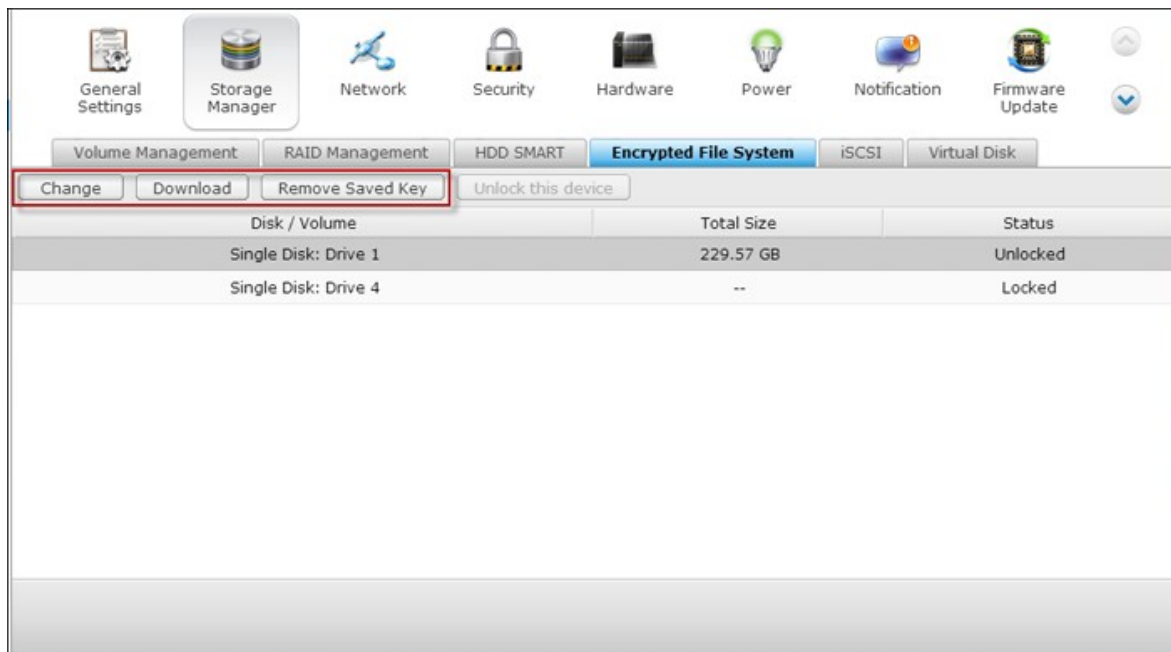 General Settings
Storage Manager
Network
Security
Hardware
Power
Notification
Firmware Update
Volume Management
RAID Management
HDD SMART
Encrypted File System
iSCSI
Virtual Disk
Change
Download
Remove Saved Key
Unlock this device
Disk / Volume
Total Size
Status
Single Disk: Drive 1
229.57 GB
Unlocked
Single Disk: Drive 4
--
Locked